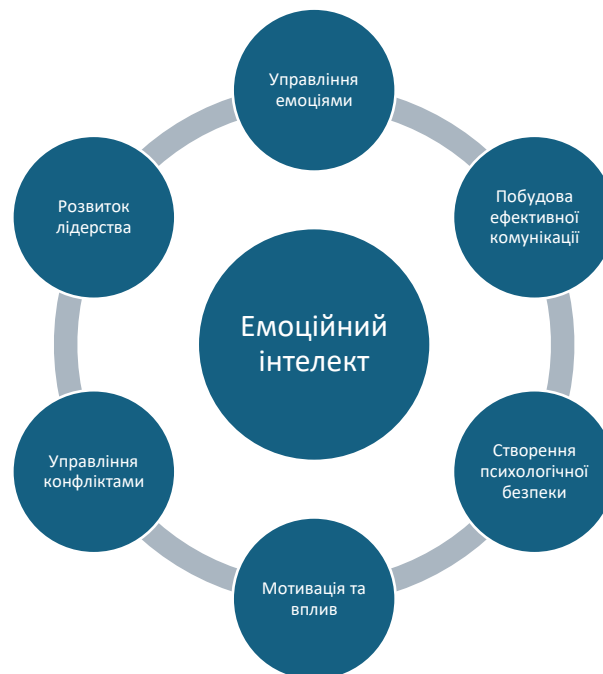 Управління
емоціями
Побудова
ефективної
комунікації
Створення
психологічної
безпеки
Мотивація та
вплив
Управління
конфліктами
Розвиток
лідерства
Емоційний
інтелект